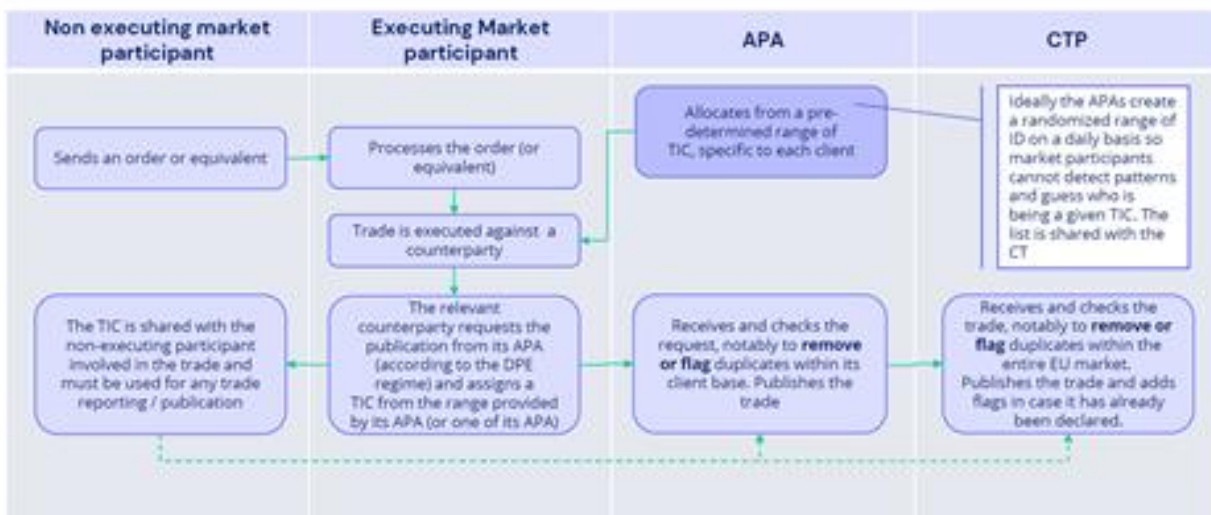 Non executing market
participant
Executing Market
participant
APA
CTP
Sends an order or equivalent
Processes the order (or
equivalent)
Allocates from a pre-
determined range of
TIC, specific to each client
Ideally the APAs create
a randomized range of
ID on a daily basis so
market participants
cannot detect patterns
and guess who is
being a given TIC. The
list is shared with the
CT
Trade is executed against a
counterparty
The TIC is shared with the
non-executing participant
involved in the trade and
must be used for any trade
reporting / publication
The relevant
counterparty requests the
publication from its APA
(according to the DPE
regime) and assigns a
TIC from the range provided
by its APA (or one of its APA)
Receives and checks the
request, notably to remove
or flag duplicates within its
client base. Publishes the
trade
Receives and checks the
trade, notably to remove or
flag duplicates within the
entire EU market.
Publishes the trade and adds
flags in case it has already
been declared.